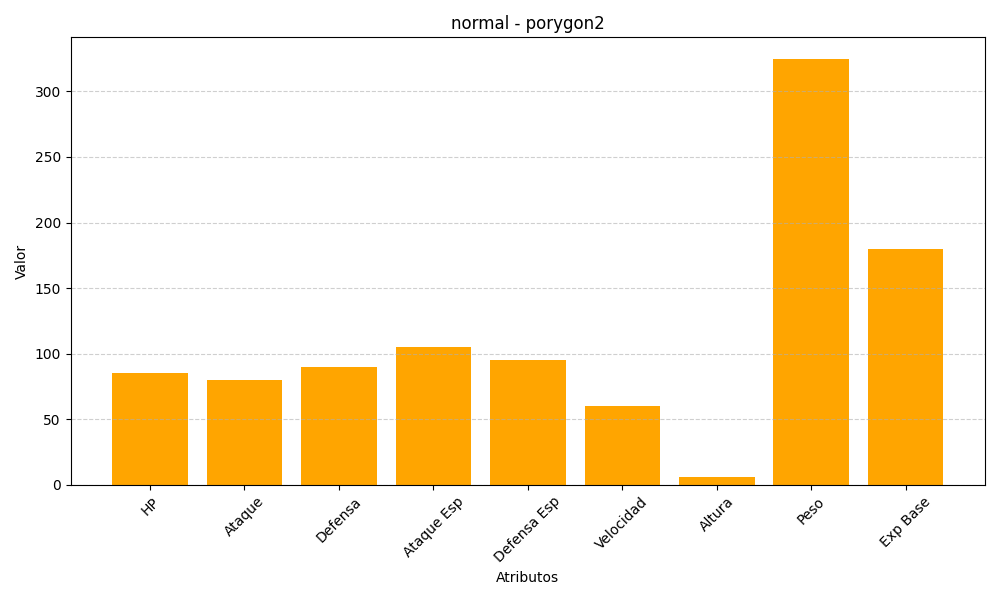 normal - porygon2
Valor
300
250
200
150
100
50
0
HP
Ataque
Defensa
Ataque Esp
Defensa Esp
Velocidad
Altura
Peso
Exp Base
Atributos